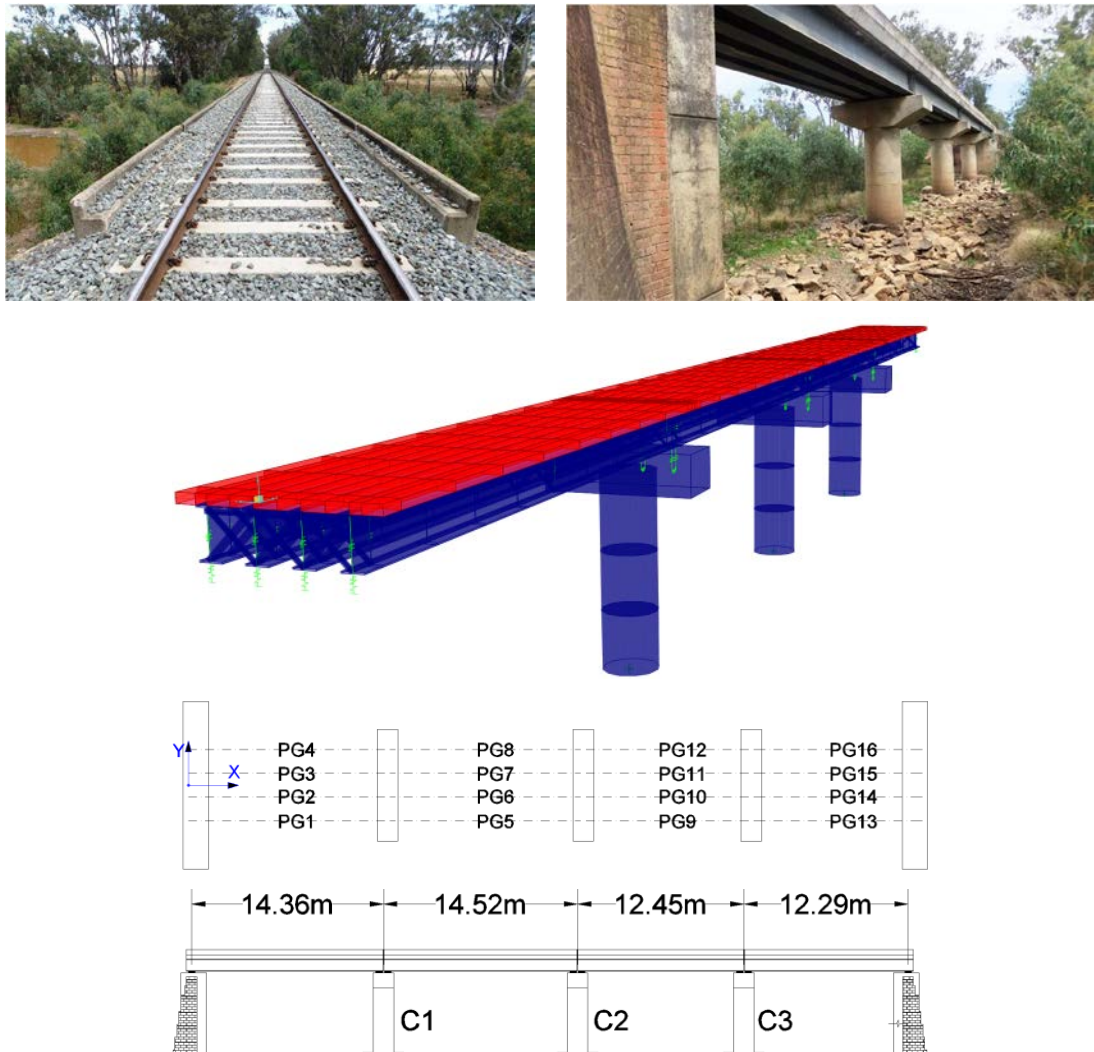 PG4 PG8 PG12 PG16
Y
X
PG3 PG7 PG11 PG15
PG2 PG6 PG10 PG14
PG1 PG5 PG9 PG13
14.36m 14.52m 12.45m 12.29m
C1 C2 C3